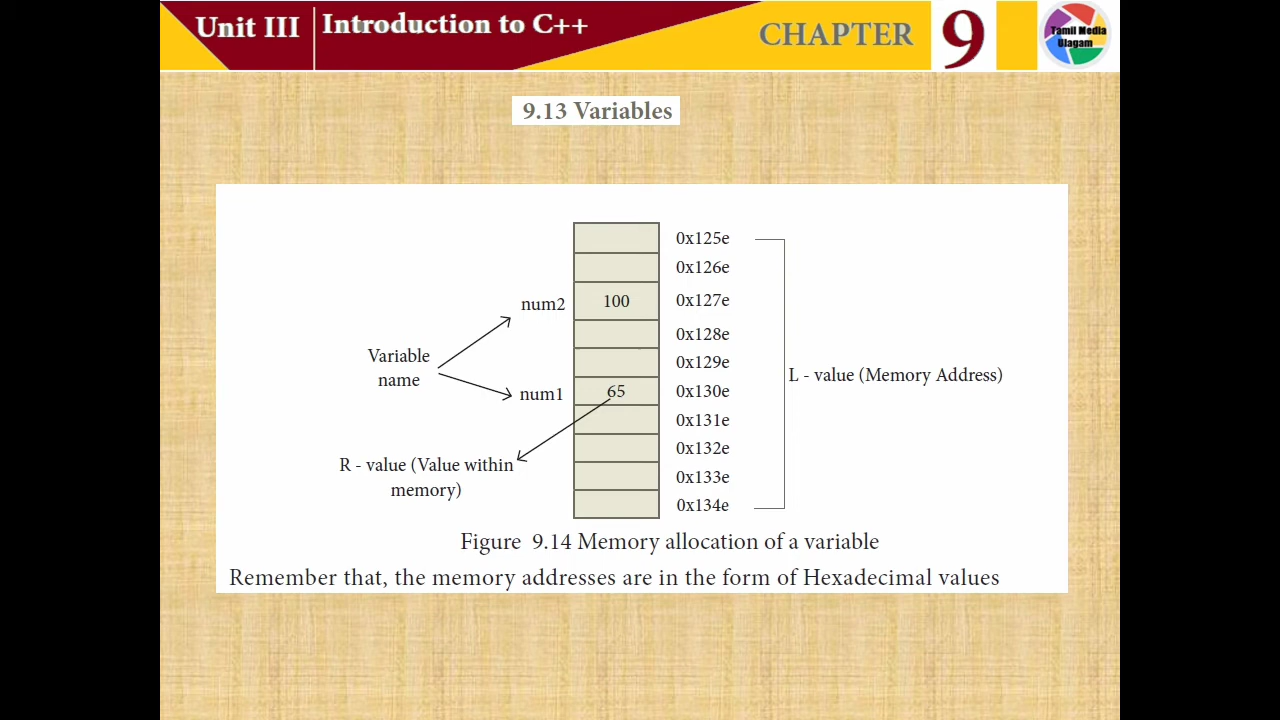 Unit III
Introduction to C++
CHAPTER
9
Tamil Media
Ulagam
9.13 Variables
0x125e
0x126e
num2
100
0x127e
0x128e
Variable
name
0x129e
L - value (Memory Address)
num1
65
0x130e
0x131e
0x132e
R - value (Value within
memory)
0x133e
0x134e
Figure 9.14 Memory allocation of a variable
Remember that, the memory addresses are in the form of Hexadecimal values